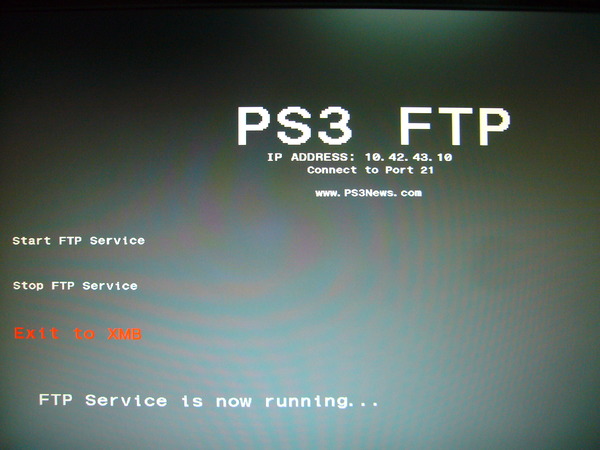 PS3 FTP
IP ADDRESS: 10.42.43.10
Connect to Port 21
www.PS3News.com
Start FTP Service
Stop FTP Service
Exit to XMB
FTP Service is now running...